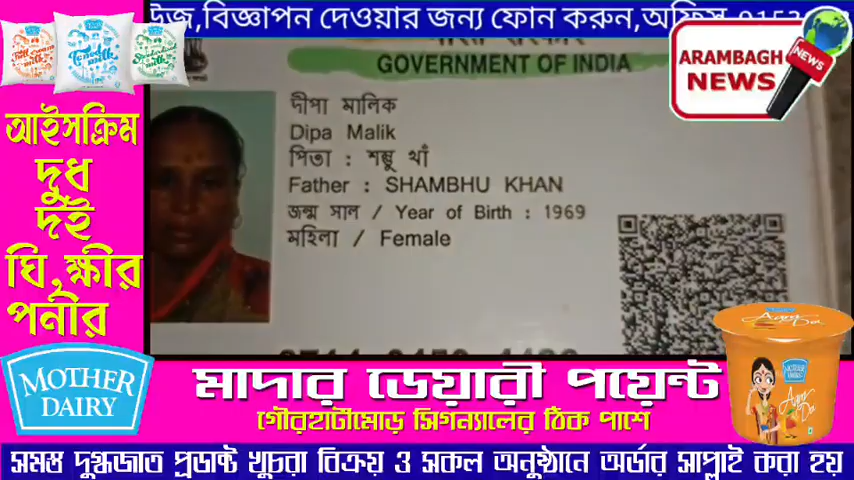 উজ,বিজ্ঞাপন দেওয়ার জন্য ফোন করুন,অফিস
GOVERNMENT OF INDIA
ARAMBAGH
NEWS
NEWS
দীপা মালিক
Dipa Malik
পিতা : শম্ভু খাঁ
Father : SHAMBHU KHAN
জন্ম সাল / Year of Birth : 1969
মহিলা / Female
আইসক্রিম
দুধ
দই
ঘি,ক্ষীর
পনীর
MOTHER
DAIRY
মাদার ডেয়ারী পয়েন্ট
গৌরহাটীমোড় সিগন্যালের ঠিক পাশে
সমস্ত দুগ্ধজাত প্রডাক্ট খুচরা বিক্রয় ও সকল অনুষ্ঠানে অর্ডার সাপ্লাই করা হয়